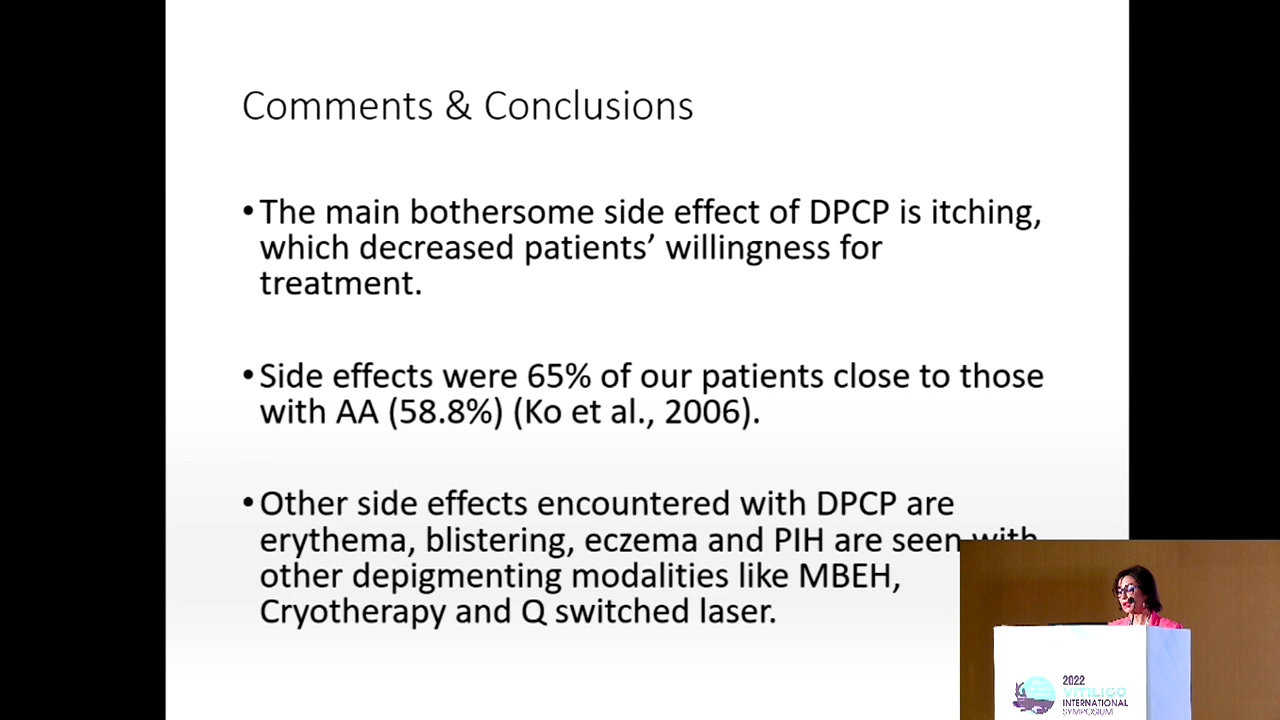 Comments & Conclusions
•The main bothersome side effect of DPCP is itching,
which decreased patients’ willingness for
treatment.
•Side effects were 65% of our patients close to those
with AA (58.8%) (Ko et al., 2006).
•Other side effects encountered with DPCP are
erythema, blistering, eczema and PIH are seen with
other depigmenting modalities like MBEH,
Cryotherapy and Q switched laser.
2022
VITILIGO
INTERNATIONAL
SYMPOSIUM